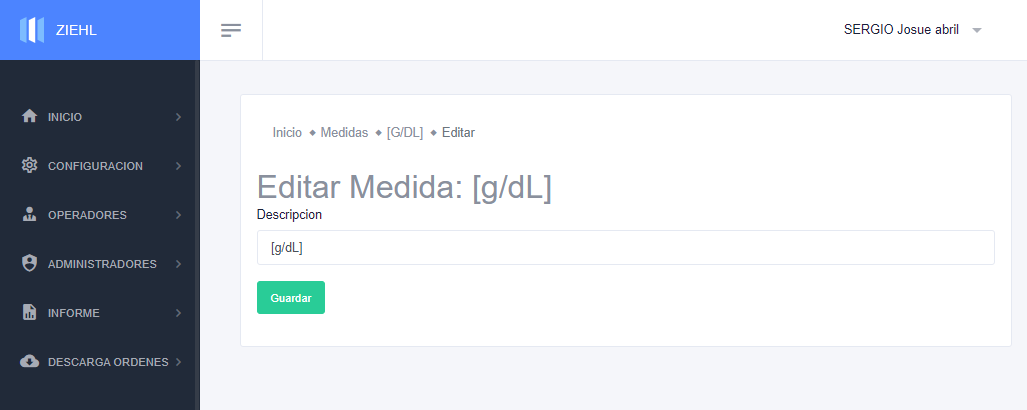 ZIEHL
SERGIO Josue abril
INICIO
CONFIGURACION
OPERADORES
ADMINISTRADORES
INFORME
DESCARGA ORDENES
Inicio ◆ Medidas ◆ [G/DL] ◆ Editar
Editar Medida: [g/dL]
Descripcion
[g/dL]
Guardar